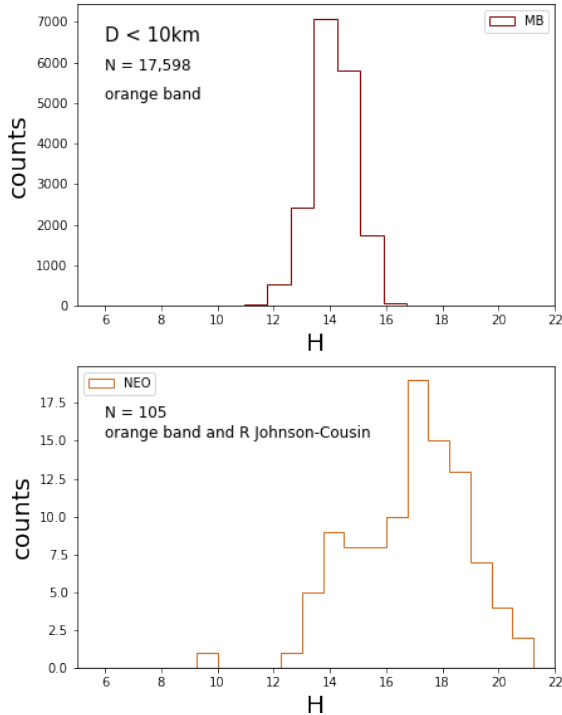 D < 10km
MB
N = 17,598
orange band
counts
7000
6000
5000
4000
3000
2000
1000
0
6 8 10 12 14 16 18 20 22
H
NEO
N = 105
orange band and R Johnson-Cousin
counts
17.5
15.0
12.5
10.0
7.5
5.0
2.5
0.0
6 8 10 12 14 16 18 20 22
H